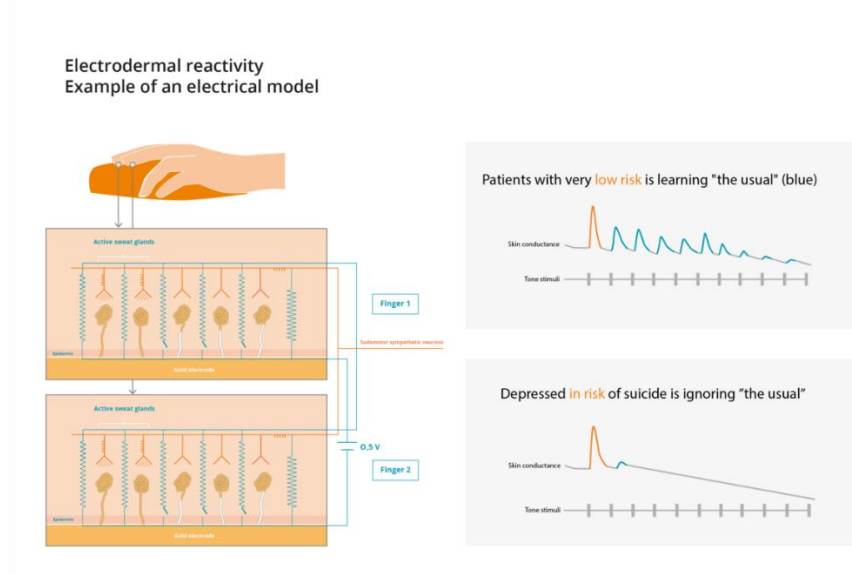 Electrodermal reactivity
Example of an electrical model
Active sweat glands
Epidermis
Gold electrode
Finger 1
Sudomotor sympathetic neurons
Active sweat glands
Epidermis
Gold electrode
0,5 V
Finger 2
Patients with very low risk is learning "the usual" (blue)
Skin conductance
Tone stimuli
Depressed in risk of suicide is ignoring "the usual"
Skin conductance
Tone stimuli